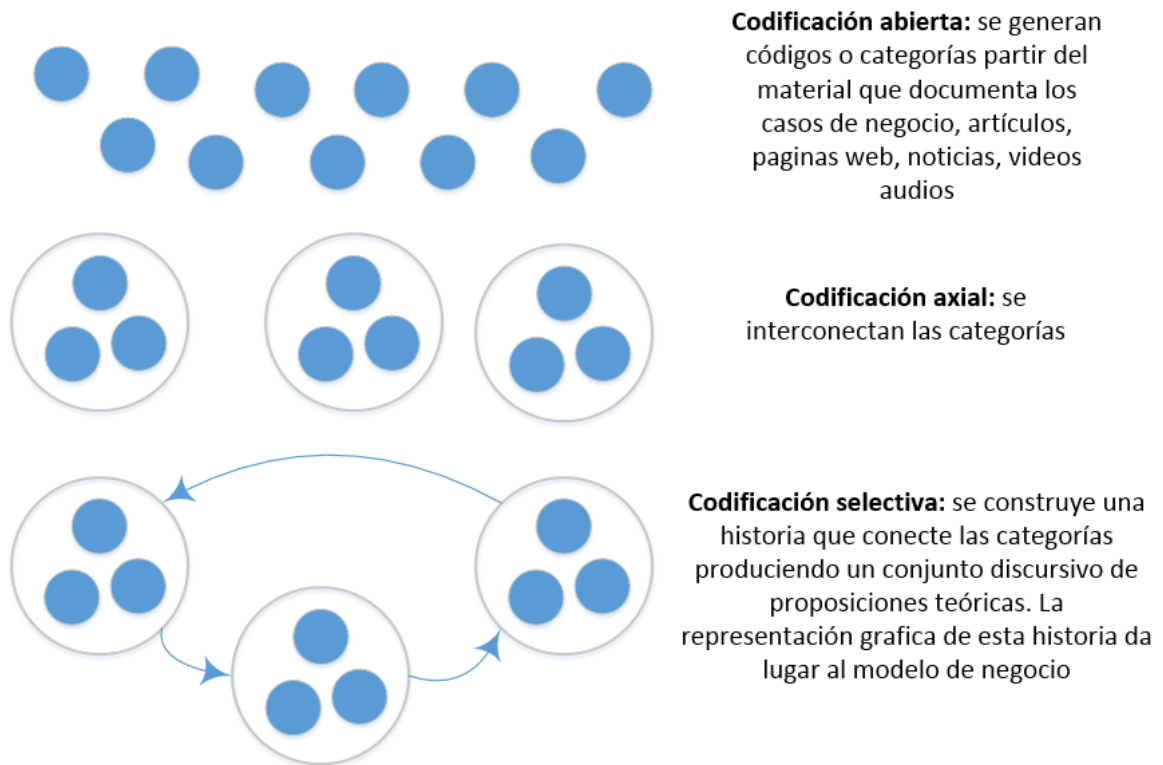 Codificación abierta: se generan
códigos o categorías partir del
material que documenta los
casos de negocio, artículos,
paginas web, noticias, videos
audios
Codificación axial: se
interconectan las categorías
Codificación selectiva: se construye una
historia que conecte las categorías
produciendo un conjunto discursivo de
proposiciones teóricas. La
representación grafica de esta historia da
lugar al modelo de negocio